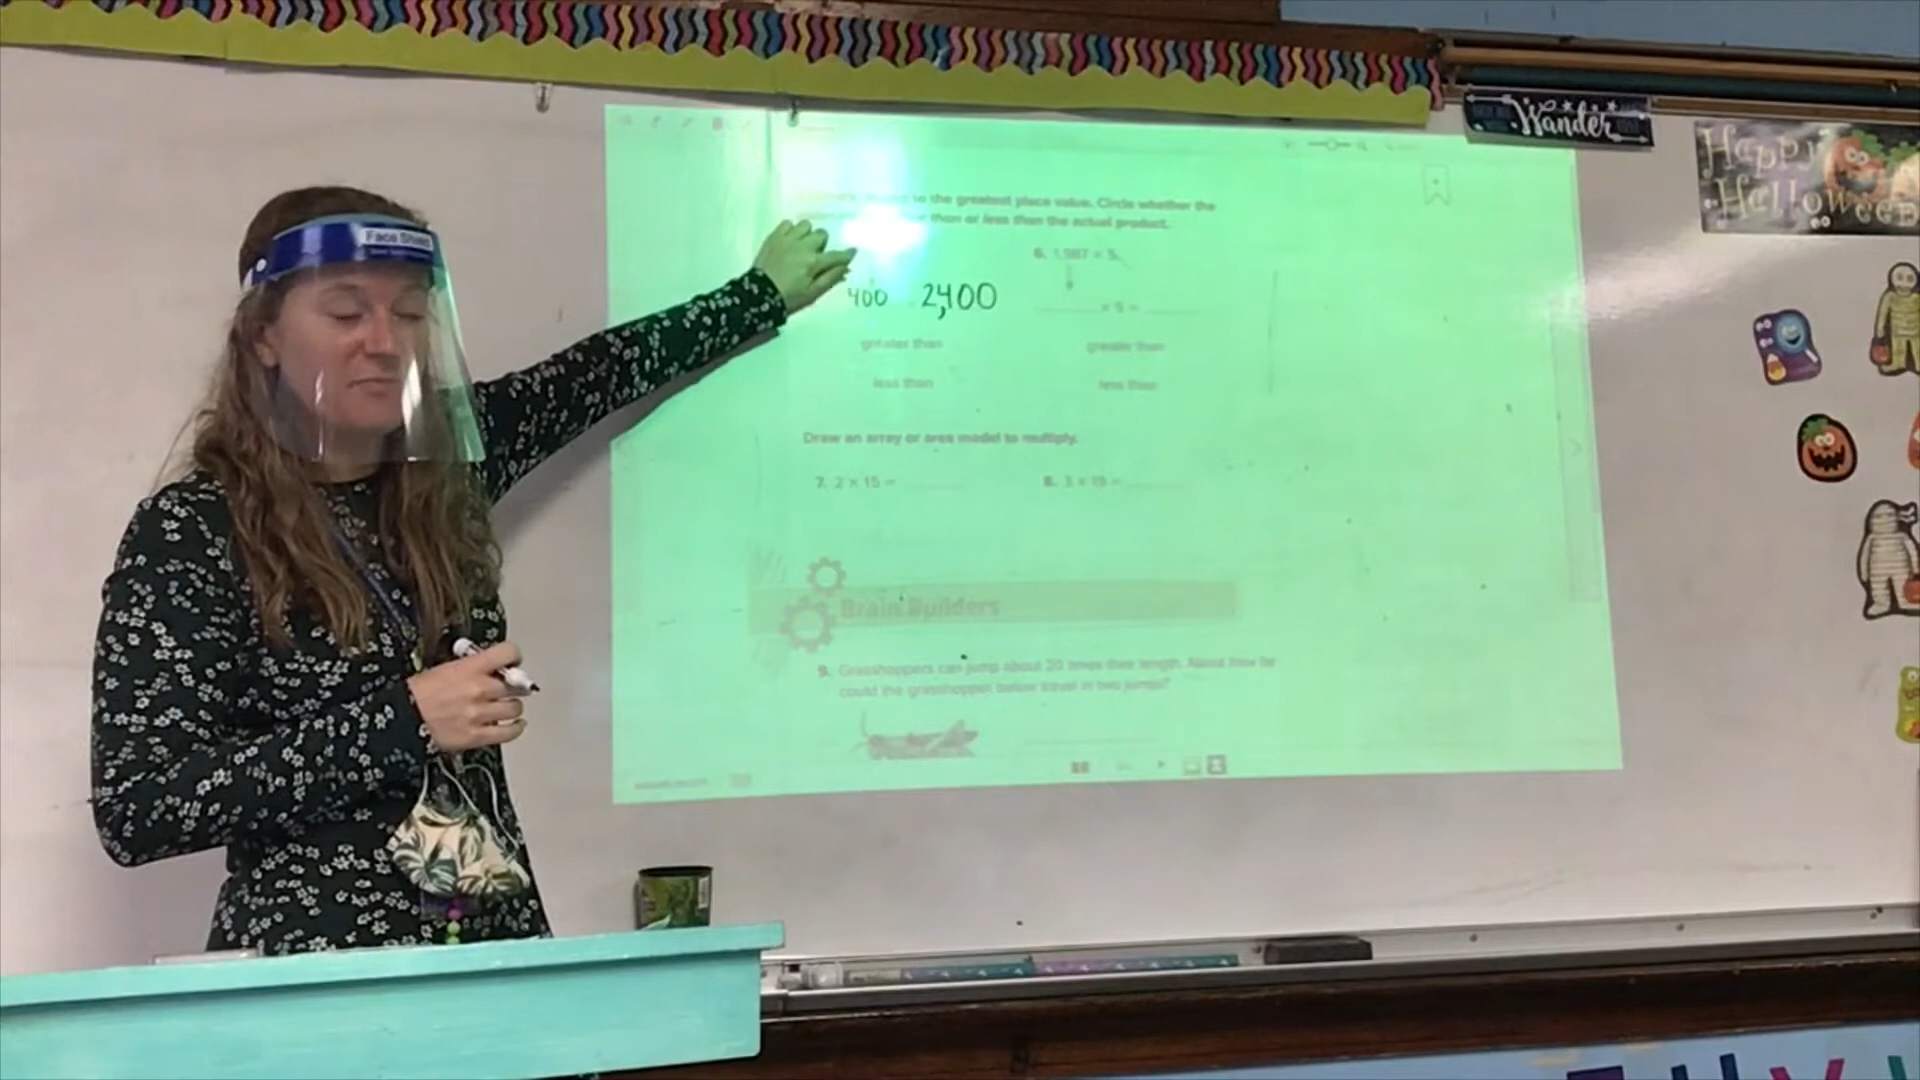 Face Shield
Wander
Happy
Halloween
to the greatest place value. Circle whether the
than or less than the actual product.
6. 1,987 × 5
400 2,400
× 5 =
greater than greater than
less than less than
Draw an array or area model to multiply.
7. 2 × 15 = 8. 3 × 19 =
Brain Builders
9. Grasshoppers can jump about 20 times their length. About how far
could the grasshopper below travel in two jumps?